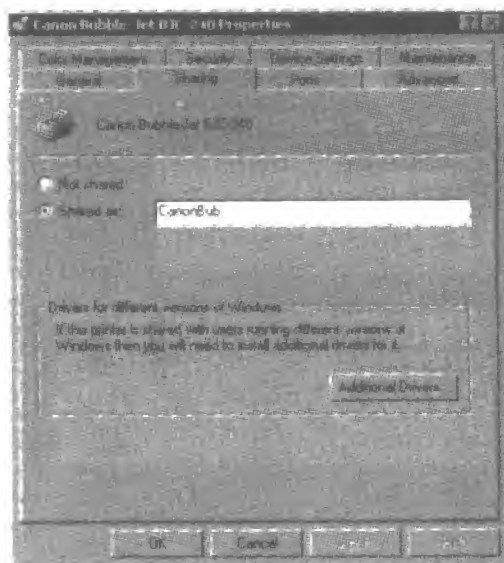 Canon Bubble-Jet BJC-240 Properties
Color Management Security Device Settings Maintenance
General Sharing Ports Advanced
Canon Bubble-Jet BJC-240
Not shared
Shared as: CanonBub
Drivers for different versions of Windows
If this printer is shared with users running different versions of
Windows then you will need to install additional drivers for it.
Additional Drivers...
OK Cancel